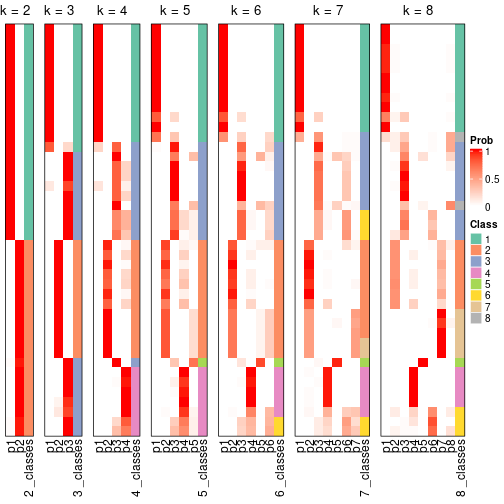 k = 2 k = 3 k = 4 k = 5 k = 6 k = 7 k = 8
Prob
1
0.5
0
Class
1
2
3
4
5
6
7
8
p1 p2 2_classes p1 p2 p3 3_classes p1 p2 p3 p4 4_classes p1 p2 p3 p4 p5 5_classes p1 p2 p3 p4 p5 p6 6_classes p1 p2 p3 p4 p5 p6 p7 7_classes p1 p2 p3 p4 p5 p6 p7 p8 8_classes